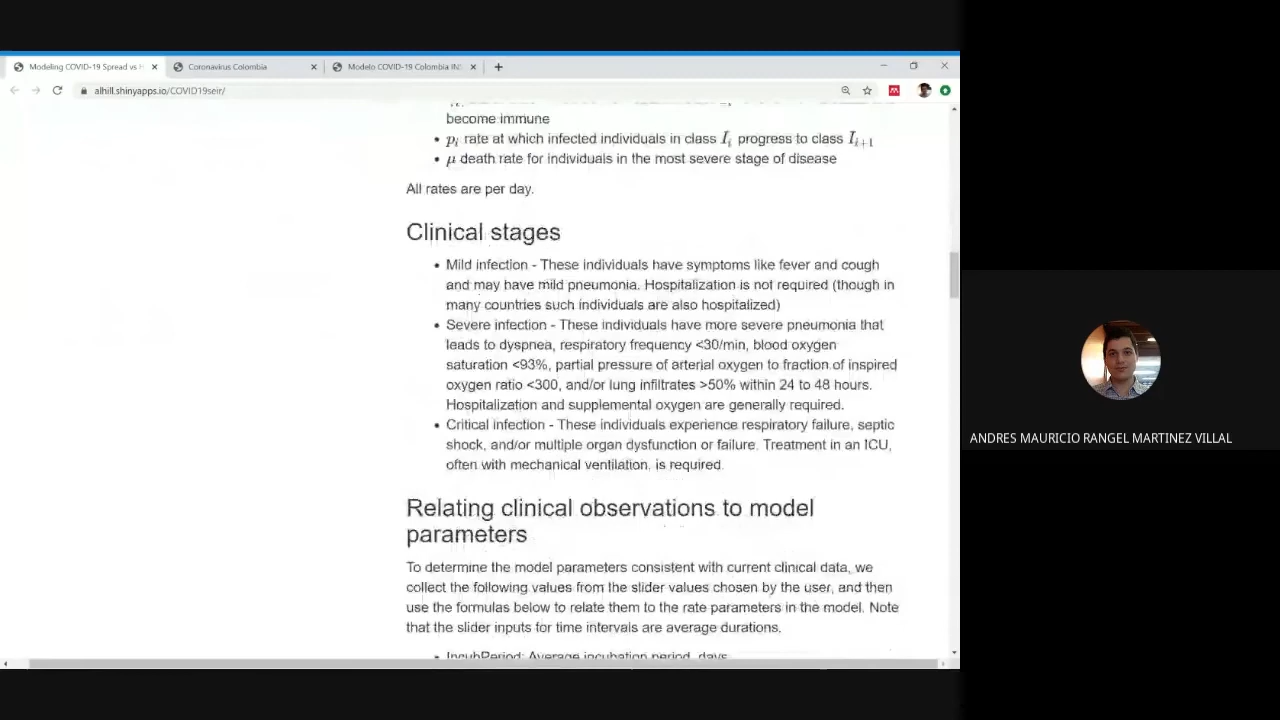 Modeling COVID-19 Spread vs H
Coronavirus Colombia
Modelo COVID-19 Colombia INS
alhill.shinyapps.io/COVID19seir/
become immune
• p_i rate at which infected individuals in class I_i progress to class I_{i+1}
• μ death rate for individuals in the most severe stage of disease
All rates are per day.
Clinical stages
• Mild infection - These individuals have symptoms like fever and cough
and may have mild pneumonia. Hospitalization is not required (though in
many countries such individuals are also hospitalized)
• Severe infection - These individuals have more severe pneumonia that
leads to dyspnea, respiratory frequency <30/min, blood oxygen
saturation <93%, partial pressure of arterial oxygen to fraction of inspired
oxygen ratio <300, and/or lung infiltrates >50% within 24 to 48 hours.
Hospitalization and supplemental oxygen are generally required.
• Critical infection - These individuals experience respiratory failure, septic
shock, and/or multiple organ dysfunction or failure. Treatment in an ICU,
often with mechanical ventilation, is required.
Relating clinical observations to model
parameters
To determine the model parameters consistent with current clinical data, we
collect the following values from the slider values chosen by the user, and then
use the formulas below to relate them to the rate parameters in the model. Note
that the slider inputs for time intervals are average durations.
• IncubPeriod: Average incubation period, days
ANDRES MAURICIO RANGEL MARTINEZ VILLAL